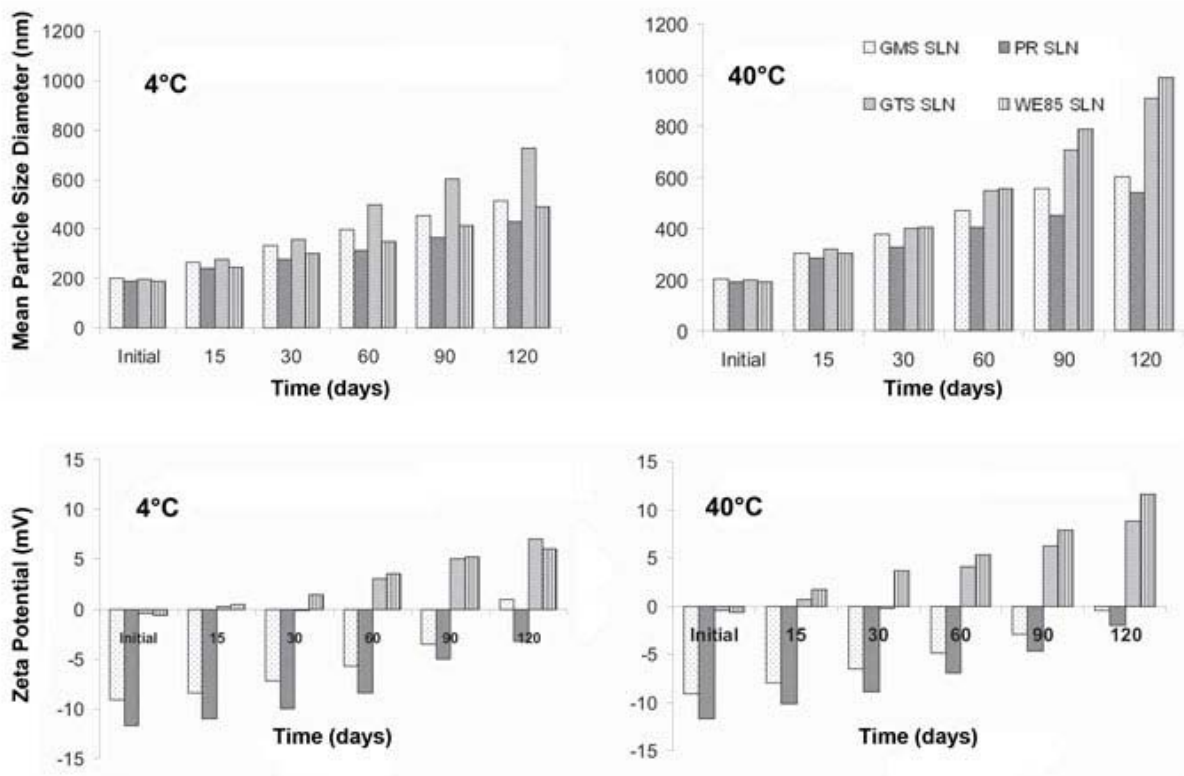 Mean Particle Size Diameter (nm)
1200
1000
800
600
400
200
0
4°C
Initial 15 30 60 90 120
Time (days)
1200
1000
800
600
400
200
0
40°C
GMS SLN PR SLN
GTS SLN WE85 SLN
Initial 15 30 60 90 120
Time (days)
Zeta Potential (mV)
15
10
5
0
-5
-10
-15
4°C
Initial 15 30 60 90 120
Time (days)
15
10
5
0
-5
-10
-15
40°C
Initial 15 30 60 90 120
Time (days)